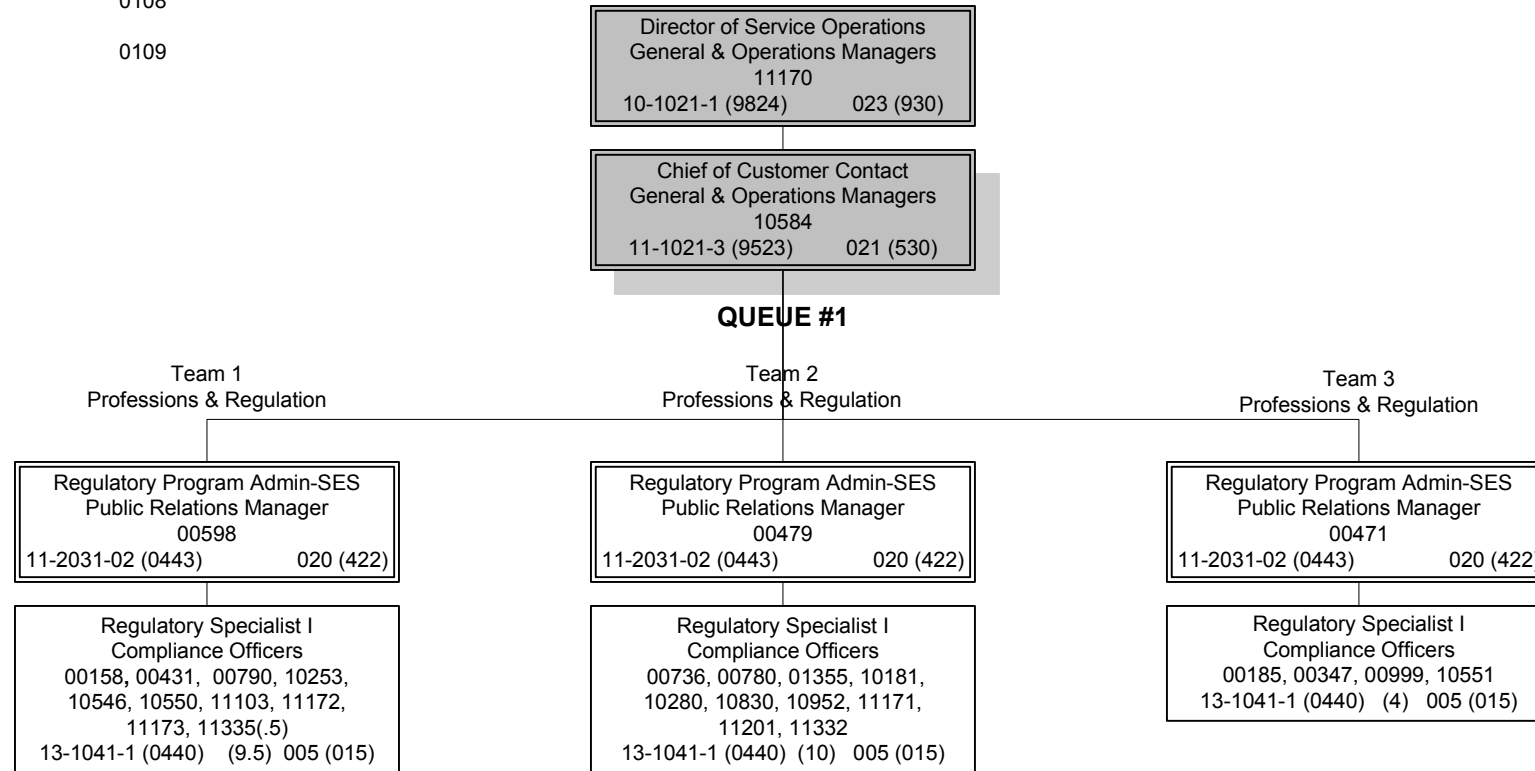 0108
0109
Director of Service Operations
General & Operations Managers
11170
10-1021-1 (9824) 023 (930)
Chief of Customer Contact
General & Operations Managers
10584
11-1021-3 (9523) 021 (530)
QUEUE #1
Team 1
Professions & Regulation
Team 2
Professions & Regulation
Team 3
Professions & Regulation
Regulatory Program Admin-SES
Public Relations Manager
00598
11-2031-02 (0443) 020 (422)
Regulatory Program Admin-SES
Public Relations Manager
00479
11-2031-02 (0443) 020 (422)
Regulatory Program Admin-SES
Public Relations Manager
00471
11-2031-02 (0443) 020 (422)
Regulatory Specialist I
Compliance Officers
00158, 00431, 00790, 10253,
10546, 10550, 11103, 11172,
11173, 11335(.5)
13-1041-1 (0440) (9.5) 005 (015)
Regulatory Specialist I
Compliance Officers
00736, 00780, 01355, 10181,
10280, 10830, 10952, 11171,
11201, 11332
13-1041-1 (0440) (10) 005 (015)
Regulatory Specialist I
Compliance Officers
00185, 00347, 00999, 10551
13-1041-1 (0440) (4) 005 (015)